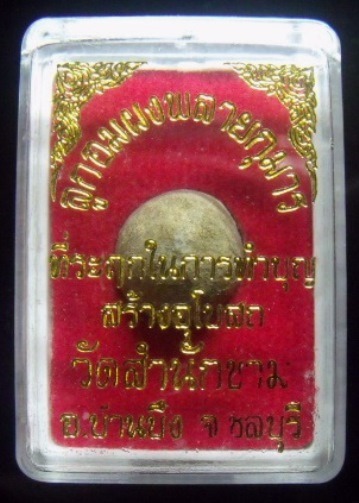 ลูกอมผงพลายกุมาร
ที่ระลึกในการทำบุญ
สร้างอุโบสถ
วัดสำนักขาม
อ.บ้านบึง จ ชลบุรี